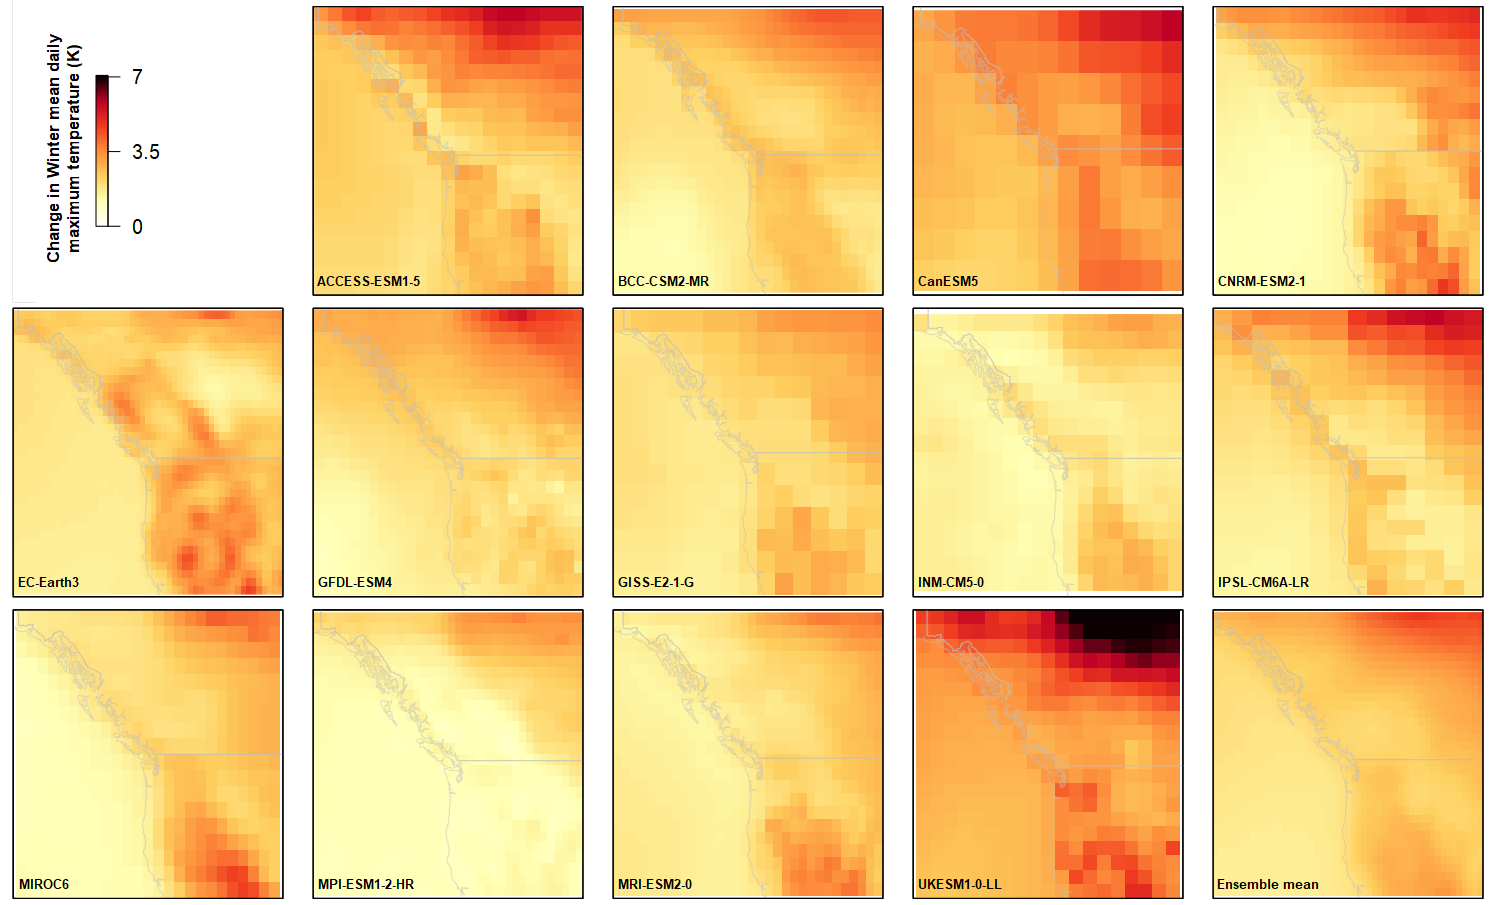 Change in Winter mean daily
maximum temperature (K)
7
3.5
0
ACCESS-ESM1-5
BCC-CSM2-MR
CanESM5
CNRM-ESM2-1
EC-Earth3
GFDL-ESM4
GISS-E2-1-G
INM-CM5-0
IPSL-CM6A-LR
MIROC6
MPI-ESM1-2-HR
MRI-ESM2-0
UKESM1-0-LL
Ensemble mean